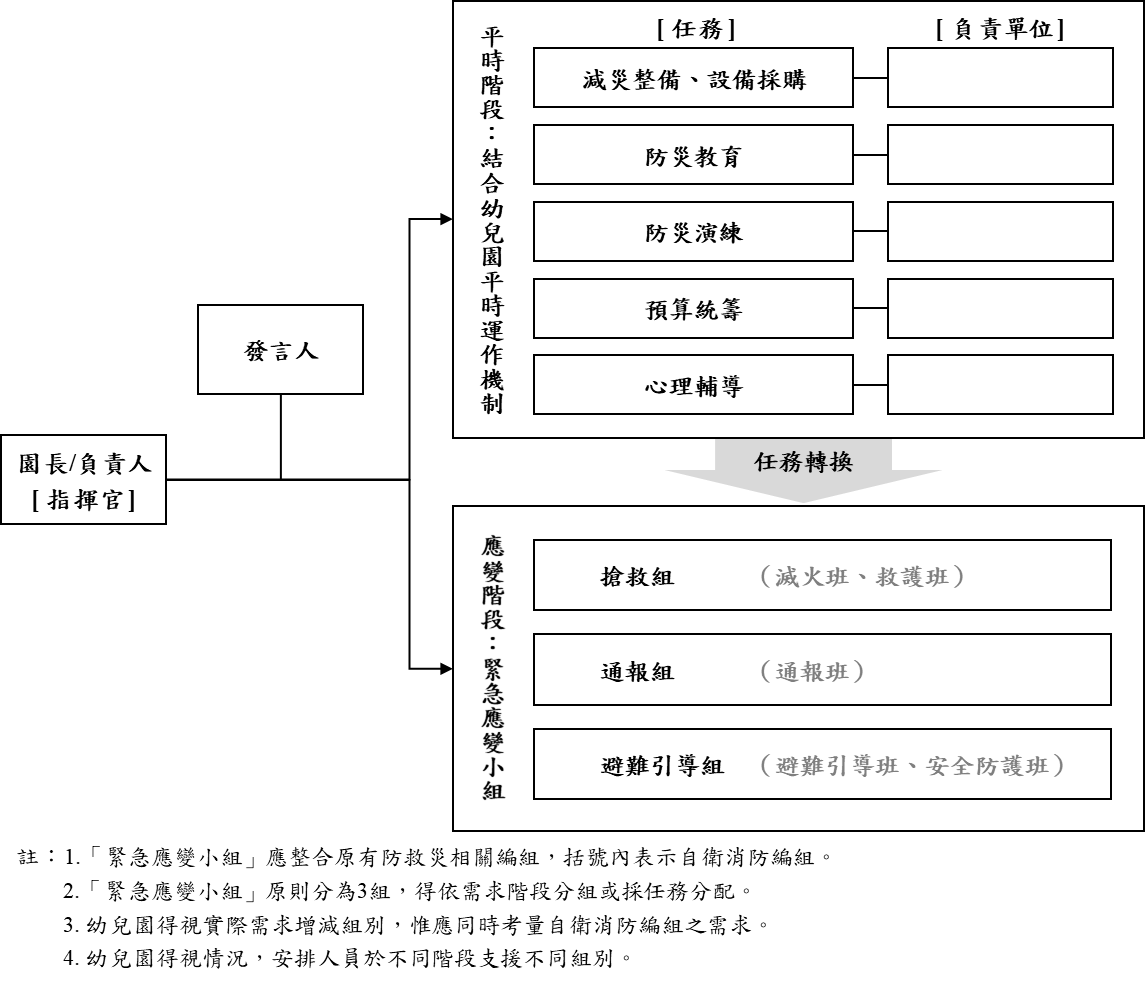 園長/負責人
[指揮官]
發言人
平時階段：結合幼兒園平時運作機制
[任務]
[負責單位]
減災整備、設備採購
防災教育
防災演練
預算統籌
心理輔導
任務轉換
應變階段：緊急應變小組
搶救組 （滅火班、救護班）
通報組 （通報班）
避難引導組 （避難引導班、安全防護班）
註：1.「緊急應變小組」應整合原有防救災相關編組，括號內表示自衛消防編組。
2.「緊急應變小組」原則分為3組，得依需求階段分組或採任務分配。
3. 幼兒園得視實際需求增減組別，惟應同時考量自衛消防編組之需求。
4. 幼兒園得視情況，安排人員於不同階段支援不同組別。